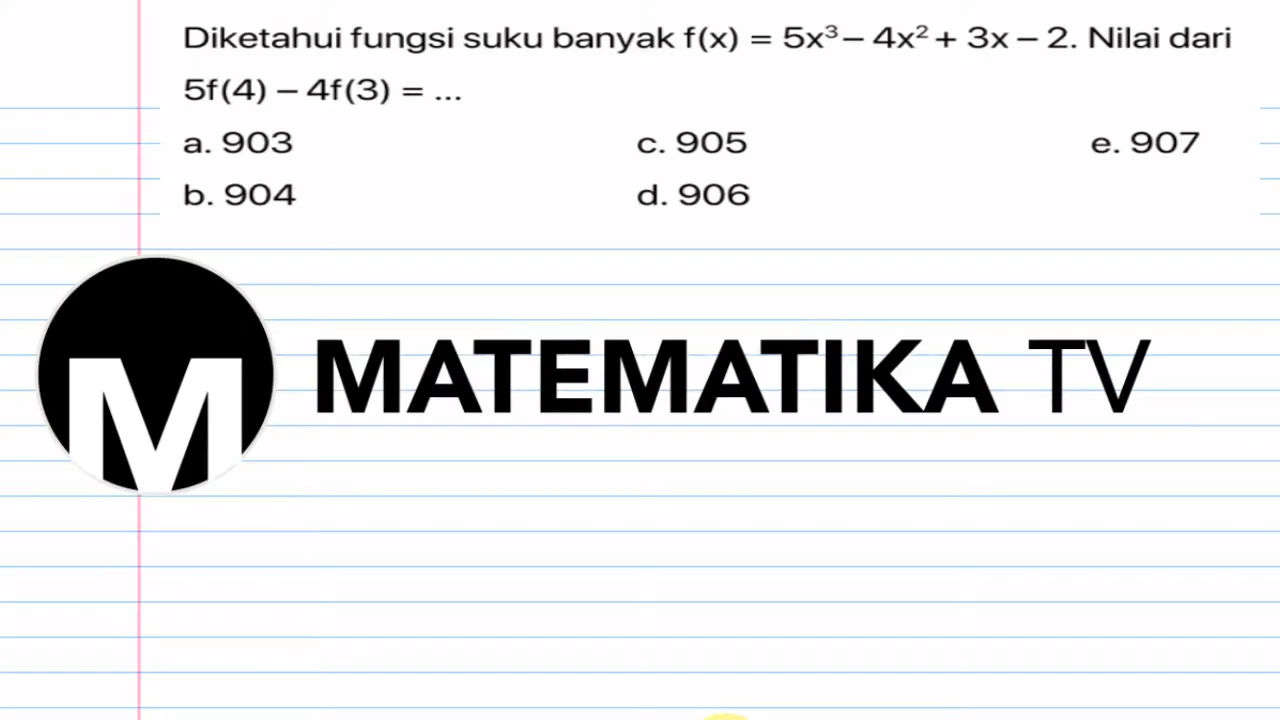 Diketahui fungsi suku banyak f(x) = 5x³ – 4x² + 3x – 2. Nilai dari
5f(4) – 4f(3) = ...
a. 903 c. 905 e. 907
b. 904 d. 906
M MATEMATIKA TV